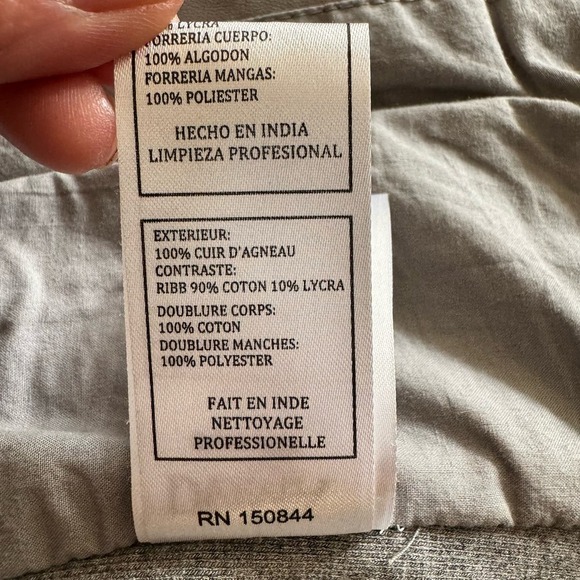 % LYCRA
FORRERIA CUERPO:
100% ALGODON
FORRERIA MANGAS:
100% POLIESTER
HECHO EN INDIA
LIMPIEZA PROFESIONAL
EXTERIEUR:
100% CUIR D'AGNEAU
CONTRASTE:
RIBB 90% COTON 10% LYCRA
DOUBLURE CORPS:
100% COTON
DOUBLURE MANCHES:
100% POLYESTER
FAIT EN INDE
NETTOYAGE
PROFESSIONELLE
RN 150844